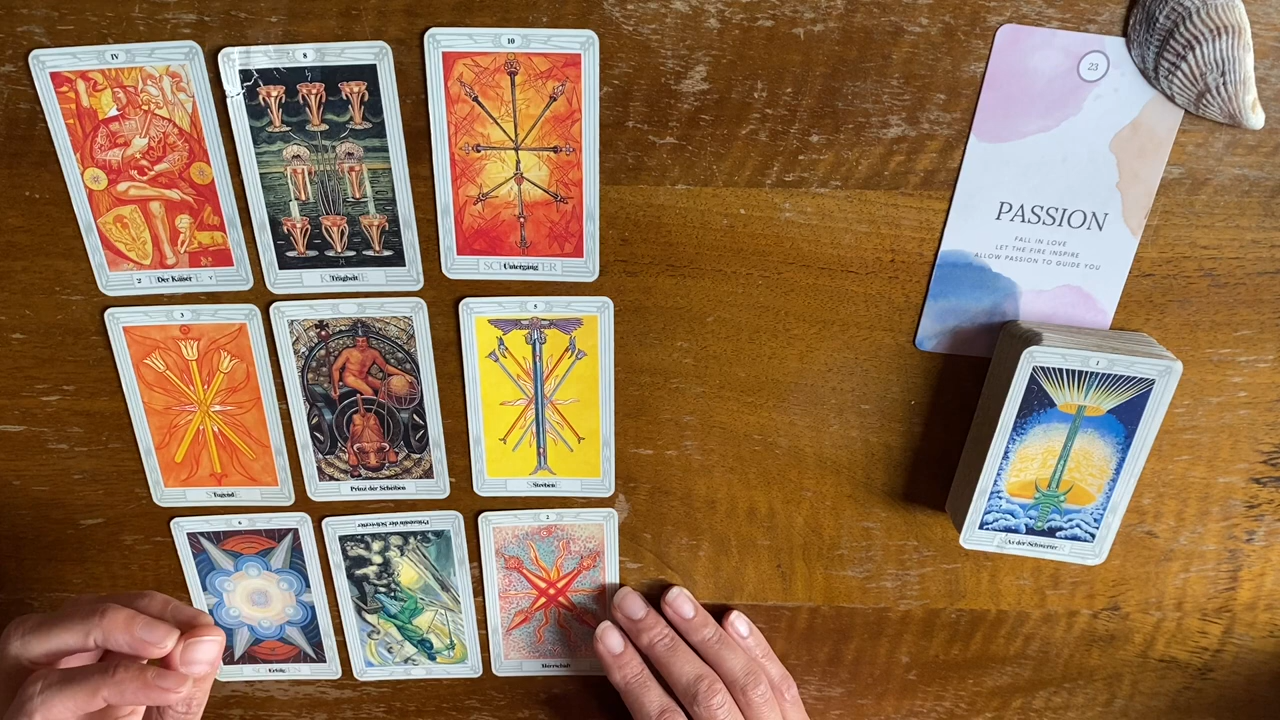 IV
Der Kaiser
8
Trägheit
10
Untergang
3
Tugend
Prinz der Scheiben
5
Streben
6
Erfolg
Prinzessin der Schwerter
2
Herrschaft
23
PASSION
FALL IN LOVE
LET THE FIRE INSPIRE
ALLOW PASSION TO GUIDE YOU
1
As der Schwerter